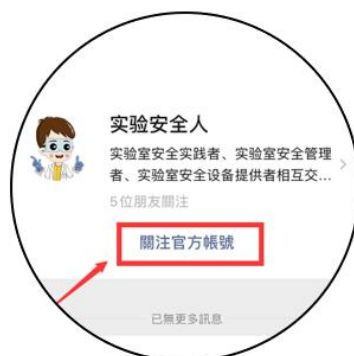 实验安全人
实验室安全实践者、实验室安全管理
者、实验室安全设备提供者相互交...
5位朋友關注
關注官方帳號
已無更多訊息